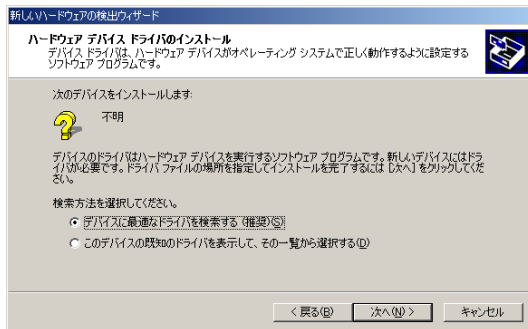 新しいハードウェアの検出ウィザード
ハードウェア デバイス ドライバのインストール
デバイス ドライバは、ハードウェア デバイスがオペレーティング システムで正しく動作するように設定する
ソフトウェア プログラムです。
次のデバイスをインストールします:
不明
デバイスのドライバはハードウェア デバイスを実行するソフトウェア プログラムです。新しいデバイスにはドラ
イバが必要です。ドライバ ファイルの場所を指定してインストールを完了するには [次へ] をクリックしてくだ
さい。
検索方法を選択してください。
デバイスに最適なドライバを検索する (推奨)(S)
このデバイスの既知のドライバを表示して、その一覧から選択する(D)
< 戻る(B)
次へ(N) >
キャンセル